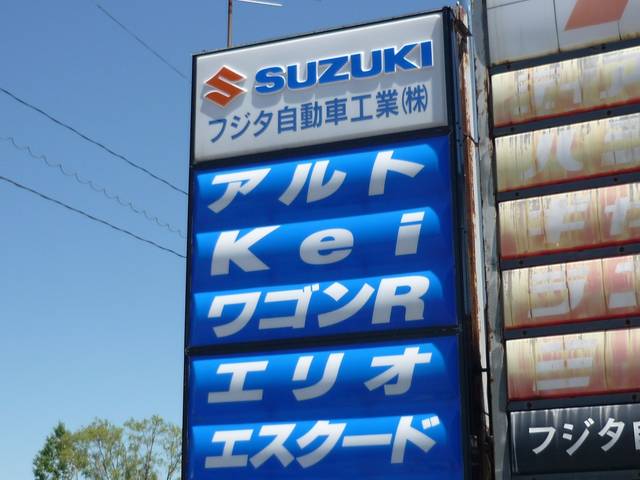 SUZUKI
フジタ自動車工業(株)
アルト
Kei
ワゴンR
エリオ
エスクード
フジタ自